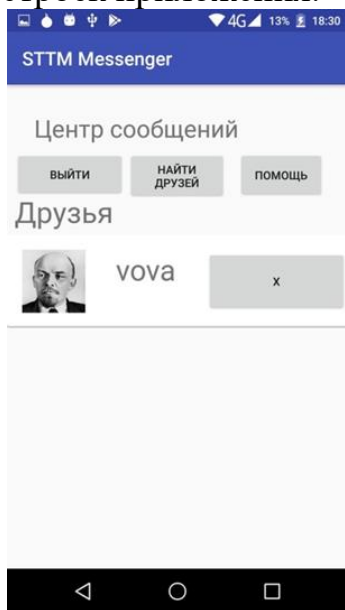 4G 13% 18:30
STTM Messenger
Центр сообщений
ВЫЙТИ
НАЙТИ
ДРУЗЕЙ
ПОМОЩЬ
Друзья
vova
X